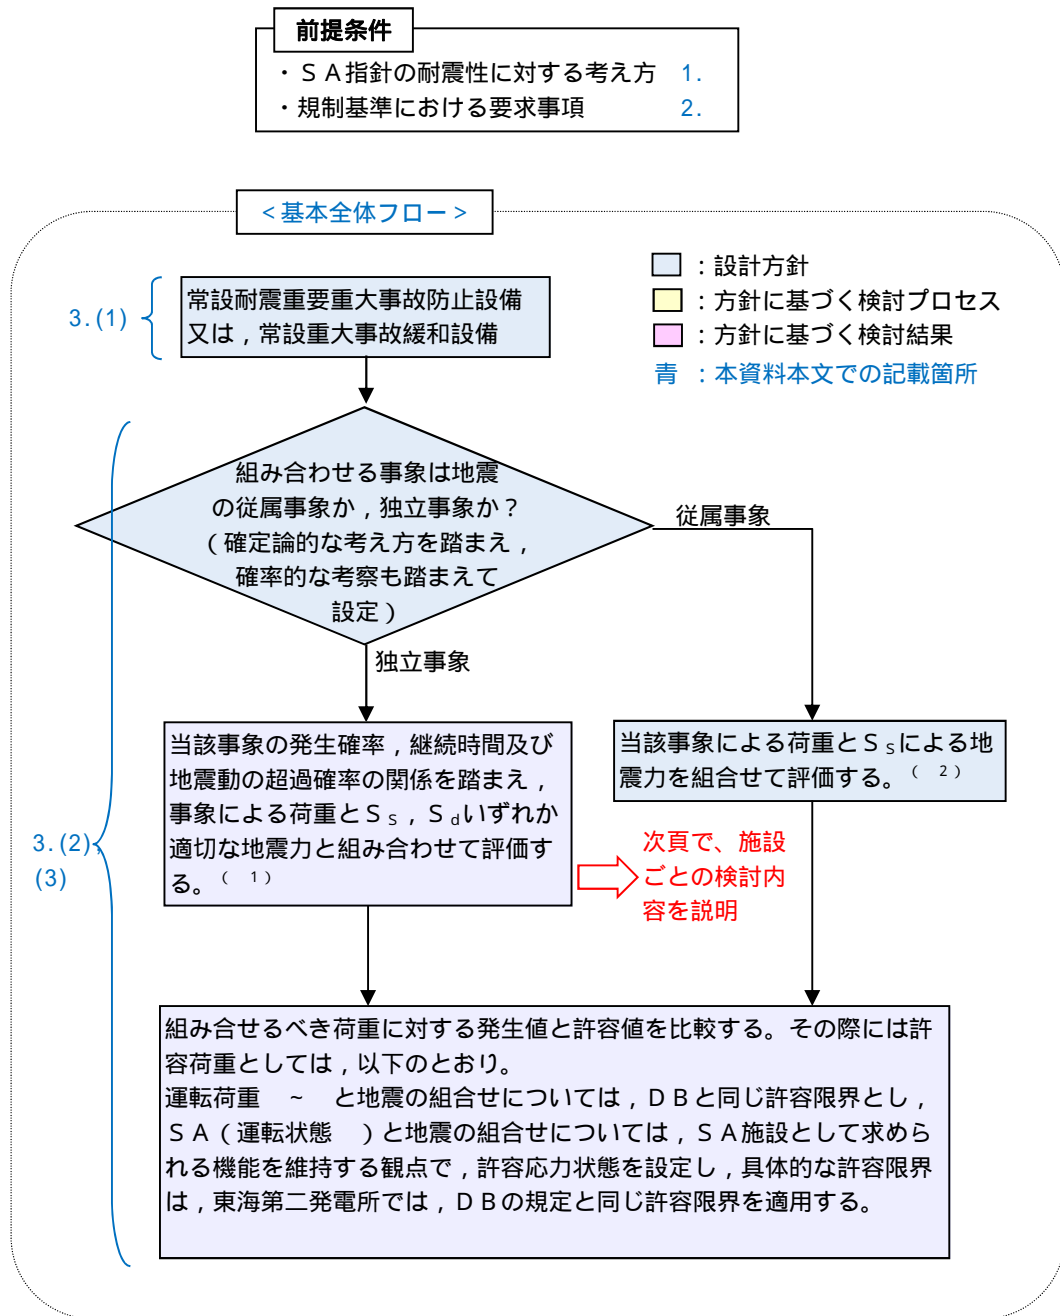 前提条件
・ＳＡ指針の耐震性に対する考え方 1.
・規制基準における要求事項 2.
＜基本全体フロー＞
：設計方針
：方針に基づく検討プロセス
：方針に基づく検討結果
青 ：本資料本文での記載箇所
3.(1)
常設耐震重要重大事故防止設備
又は，常設重大事故緩和設備
組み合わせる事象は地震
の従属事象か，独立事象か？
（確定論的な考え方を踏まえ，
確率的な考察も踏まえて
設定）
従属事象
独立事象
3.(2),
(3)
当該事象の発生確率，継続時間及び
地震動の超過確率の関係を踏まえ，
事象による荷重とＳｓ，Ｓｄいずれか
適切な地震力と組み合わせて評価す
る。（ 1）
当該事象による荷重とＳｓによる地
震力を組合せて評価する。（ 2）
次頁で、施設
ごとの検討内
容を説明
組み合せるべき荷重に対する発生値と許容値を比較する。その際には許
容荷重としては，以下のとおり。
運転荷重 ~ と地震の組合せについては，ＤＢと同じ許容限界とし，
ＳＡ（運転状態 ）と地震の組合せについては，ＳＡ施設として求めら
れる機能を維持する観点で，許容応力状態を設定し，具体的な許容限界
は，東海第二発電所では，ＤＢの規定と同じ許容限界を適用する。